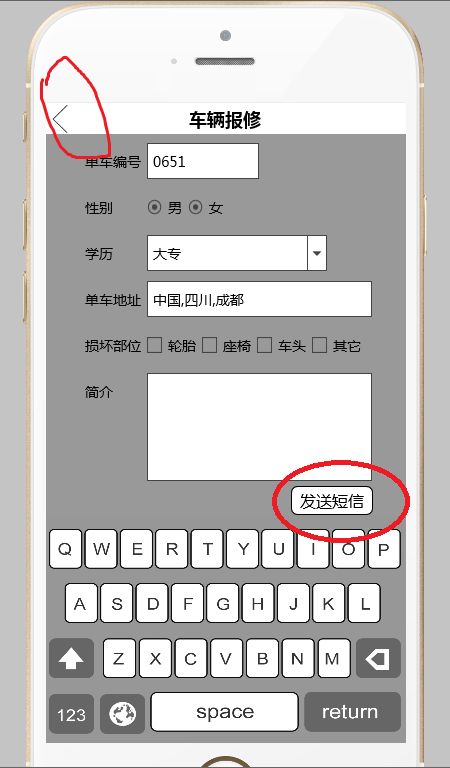 车辆报修
单车编号 0651
性别 男 女
学历 大专
单车地址 中国,四川,成都
损坏部位 轮胎 座椅 车头 其它
简介
发送短信
Q W E R T Y U I O P
A S D F G H J K L
Z X C V B N M
123 space return